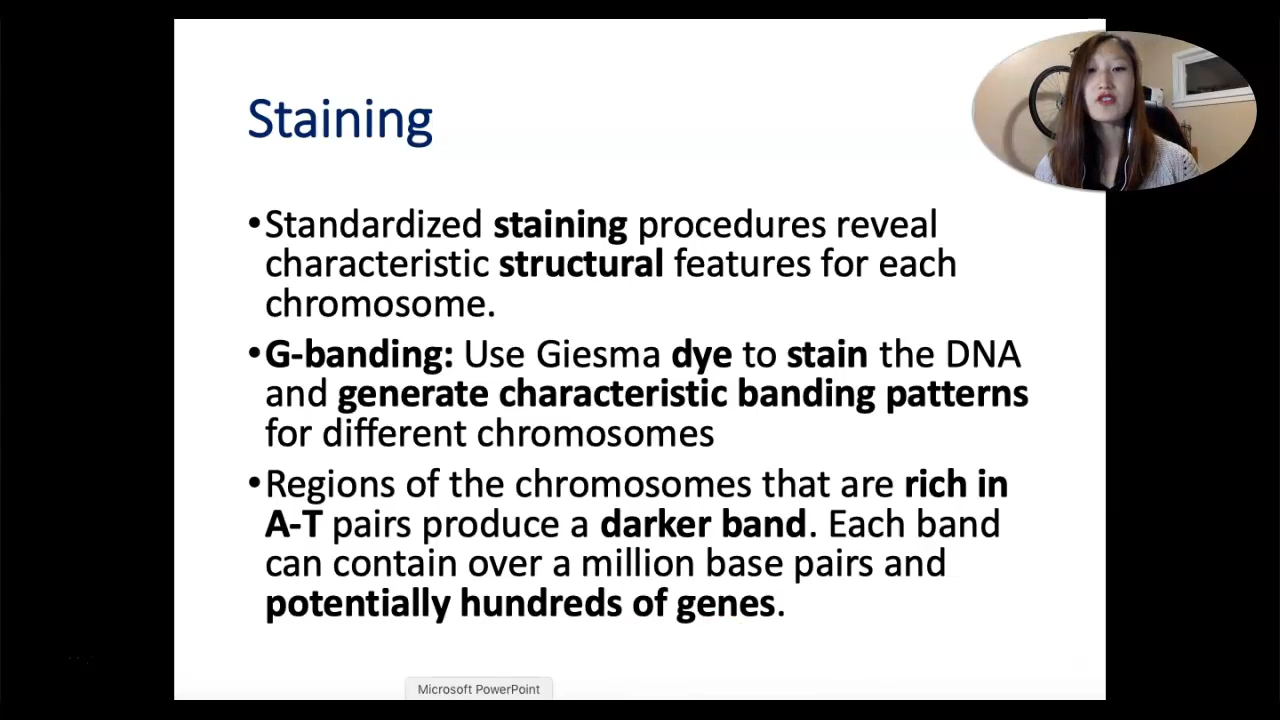 Staining
•Standardized staining procedures reveal
characteristic structural features for each
chromosome.
•G-banding: Use Giesma dye to stain the DNA
and generate characteristic banding patterns
for different chromosomes
•Regions of the chromosomes that are rich in
A-T pairs produce a darker band. Each band
can contain over a million base pairs and
potentially hundreds of genes.
Microsoft PowerPoint